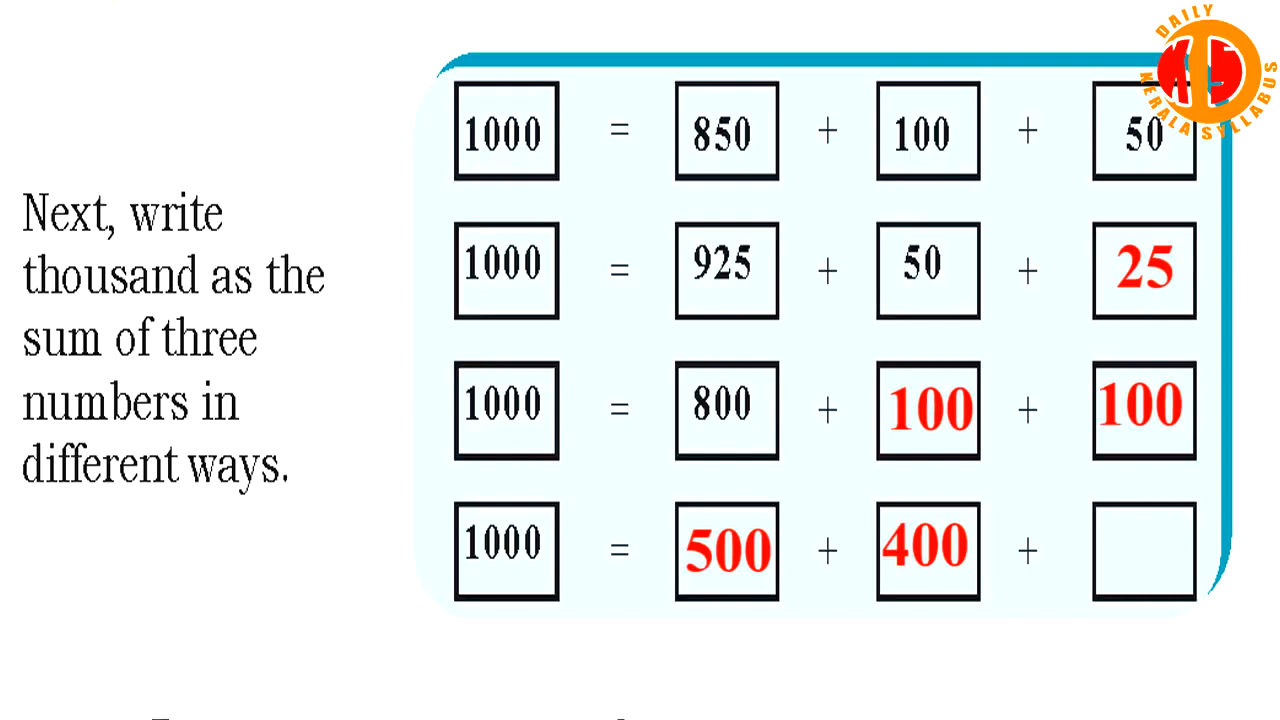 DAILY
KLS
KERALA SYLLABUS
Next, write
thousand as the
sum of three
numbers in
different ways.
1000 = 850 + 100 + 50
1000 = 925 + 50 + 25
1000 = 800 + 100 + 100
1000 = 500 + 400 +